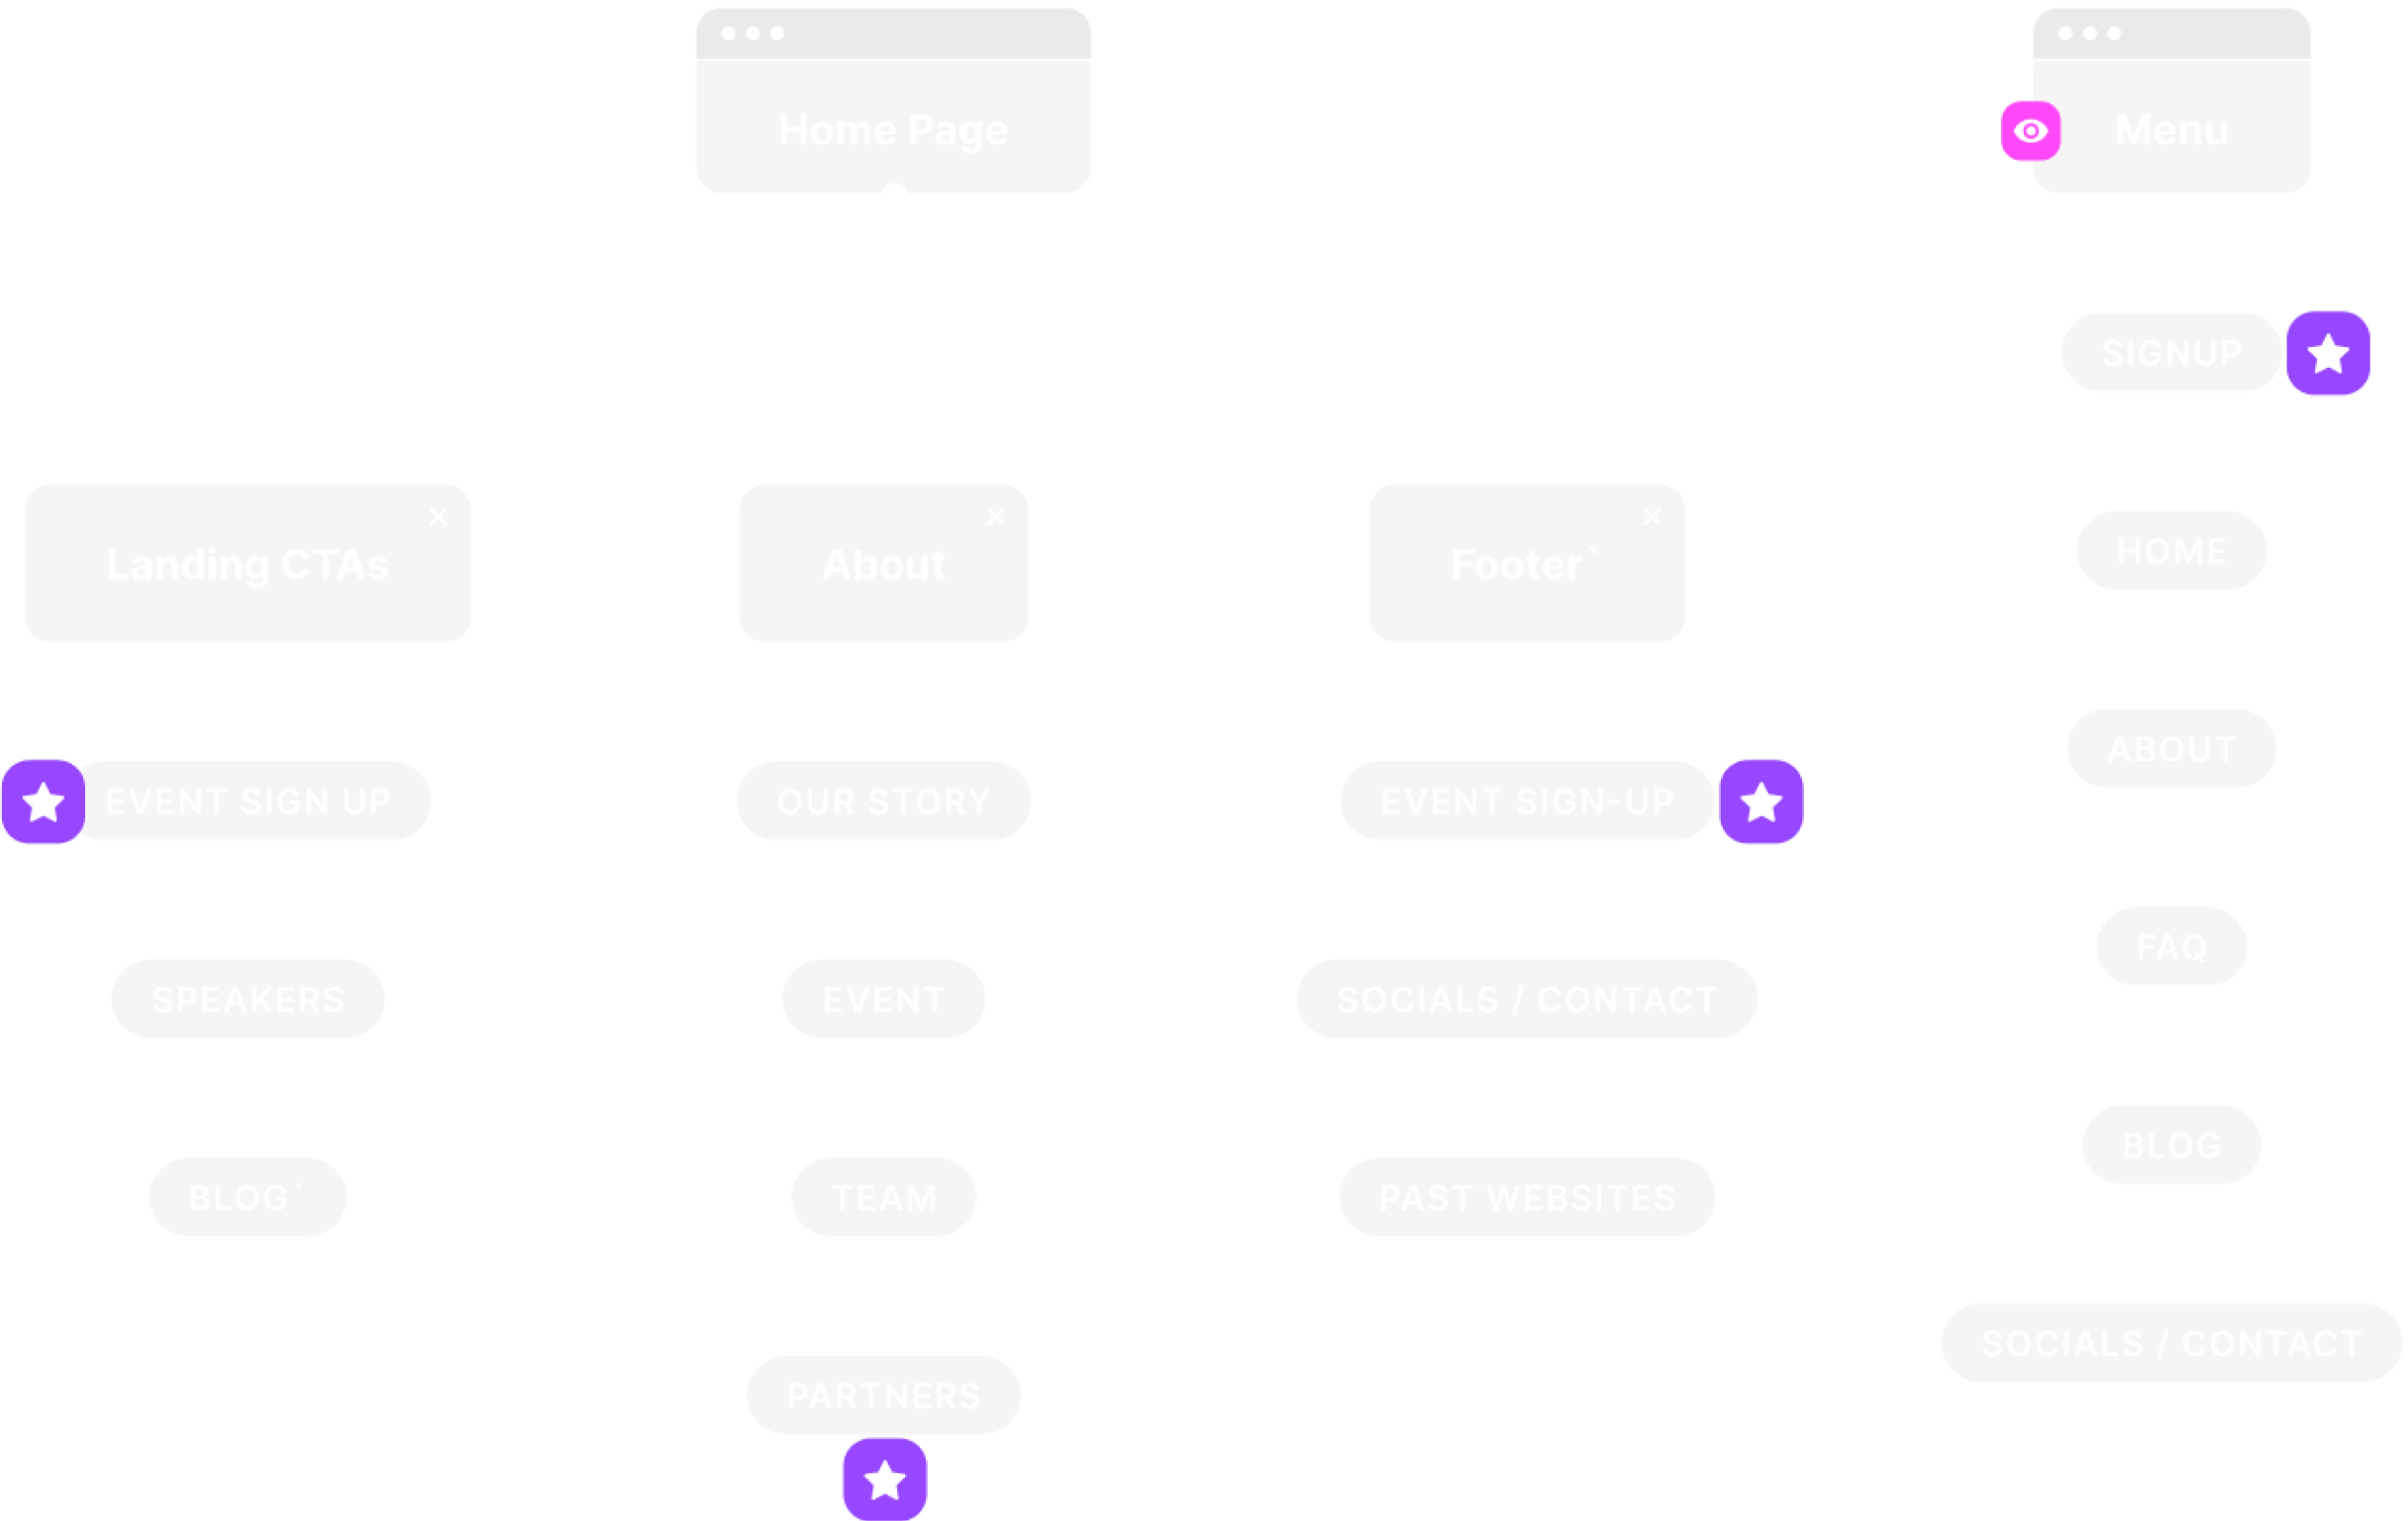 Home Page
Menu
SIGNUP
HOME
ABOUT
FAQ
BLOG
SOCIALS / CONTACT
Landing CTAs
EVENT SIGN UP
SPEAKERS
BLOG`
About
OUR STORY
EVENT
TEAM
PARTNERS
Footer`
EVENT SIGN-UP
SOCIALS / CONTACT
PAST WEBSITES